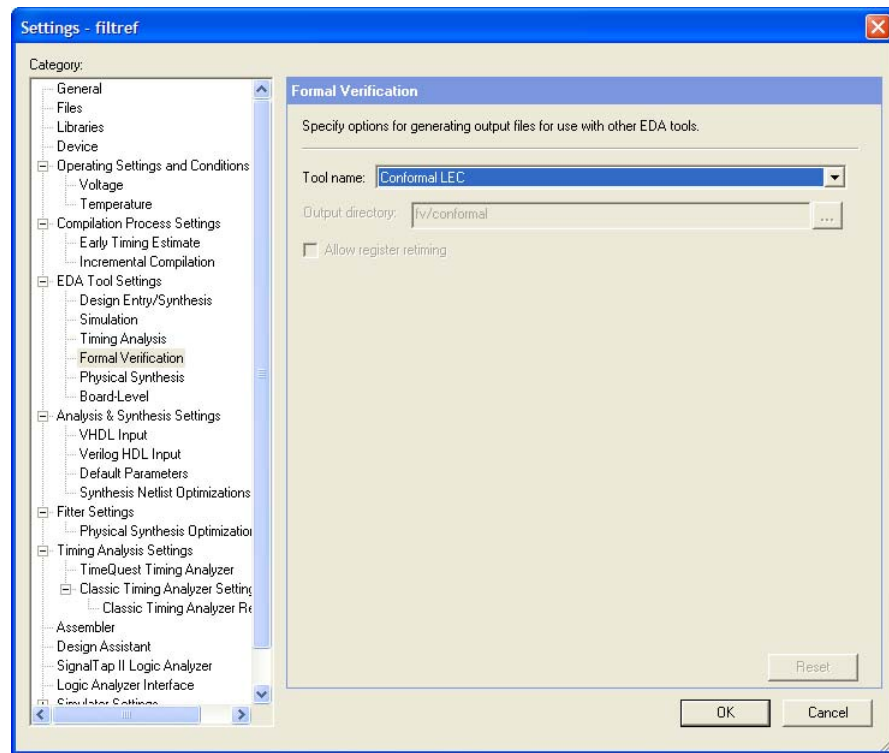 Settings - filtref
Category:
General
Files
Libraries
Device
Operating Settings and Conditions
Voltage
Temperature
Compilation Process Settings
Early Timing Estimate
Incremental Compilation
EDA Tool Settings
Design Entry/Synthesis
Simulation
Timing Analysis
Formal Verification
Physical Synthesis
Board-Level
Analysis & Synthesis Settings
VHDL Input
Verilog HDL Input
Default Parameters
Synthesis Netlist Optimizations
Fitter Settings
Physical Synthesis Optimization
Timing Analysis Settings
TimeQuest Timing Analyzer
Classic Timing Analyzer Setting
Classic Timing Analyzer Re
Assembler
Design Assistant
SignalTap II Logic Analyzer
Logic Analyzer Interface
Simulator Settings
Formal Verification
Specify options for generating output files for use with other EDA tools.
Tool name: Conformal LEC
Output directory: fv/conformal ...
Allow register retiming
Reset
OK Cancel